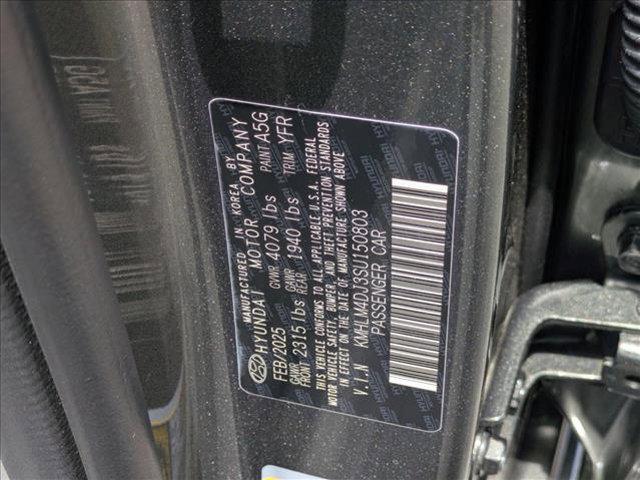 MANUFACTURED IN KOREA BY
HYUNDAI MOTOR COMPANY
FEB/2025 GVWR 4079 lbs PAINT A5G
GAWR FRONT 2315 lbs GAWR REAR 1940 lbs TRIM YFR
THIS VEHICLE CONFORMS TO ALL APPLICABLE U.S.A. FEDERAL
MOTOR VEHICLE SAFETY, BUMPER, AND THEFT PREVENTION STANDARDS
IN EFFECT ON THE DATE OF MANUFACTURE SHOWN ABOVE
V.I.N KMHLM4DJ3SU150803
PASSENGER CAR